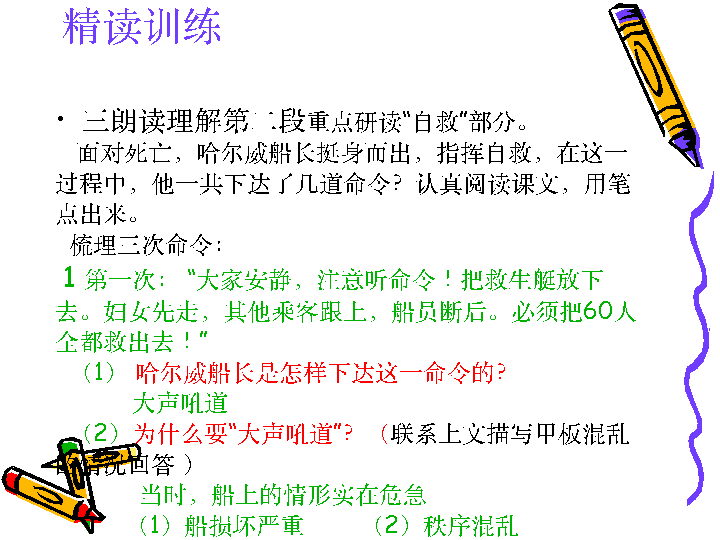 精读训练
• 三朗读理解第二段重点研读“自救”部分。
面对死亡，哈尔威船长挺身而出，指挥自救，在这一
过程中，他一共下达了几道命令？认真阅读课文，用笔
点出来。
梳理三次命令：
1 第一次：“大家安静，注意听命令！把救生艇放下
去。妇女先走，其他乘客跟上，船员断后。必须把60人
全都救出去！”
（1） 哈尔威船长是怎样下达这一命令的？
大声吼道
（2）为什么要“大声吼道”？（联系上文描写甲板混乱
的情况回答 ）
当时，船上的情形实在危急
（1）船损坏严重 （2）秩序混乱